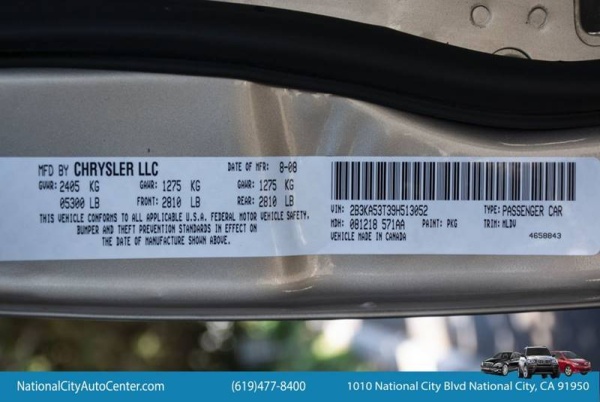 MFD BY CHRYSLER LLC DATE OF MFR: 8-08
GVWR: 2405 KG GAWR: 1275 KG GAWR: 1275 KG
05300 LB FRONT: 2810 LB REAR: 2810 LB
THIS VEHICLE CONFORMS TO ALL APPLICABLE U.S.A. FEDERAL MOTOR VEHICLE SAFETY,
BUMPER AND THEFT PREVENTION STANDARDS IN EFFECT ON
THE DATE OF MANUFACTURE SHOWN ABOVE.
VIN: 2B3KA53T39H513052 TYPE: PASSENGER CAR
MDH: 081218 571AA PAINT: PKG TRIM: MLDV
VEHICLE MADE IN CANADA
4658843
NationalCityAutoCenter.com (619)477-8400 1010 National City Blvd National City, CA 91950